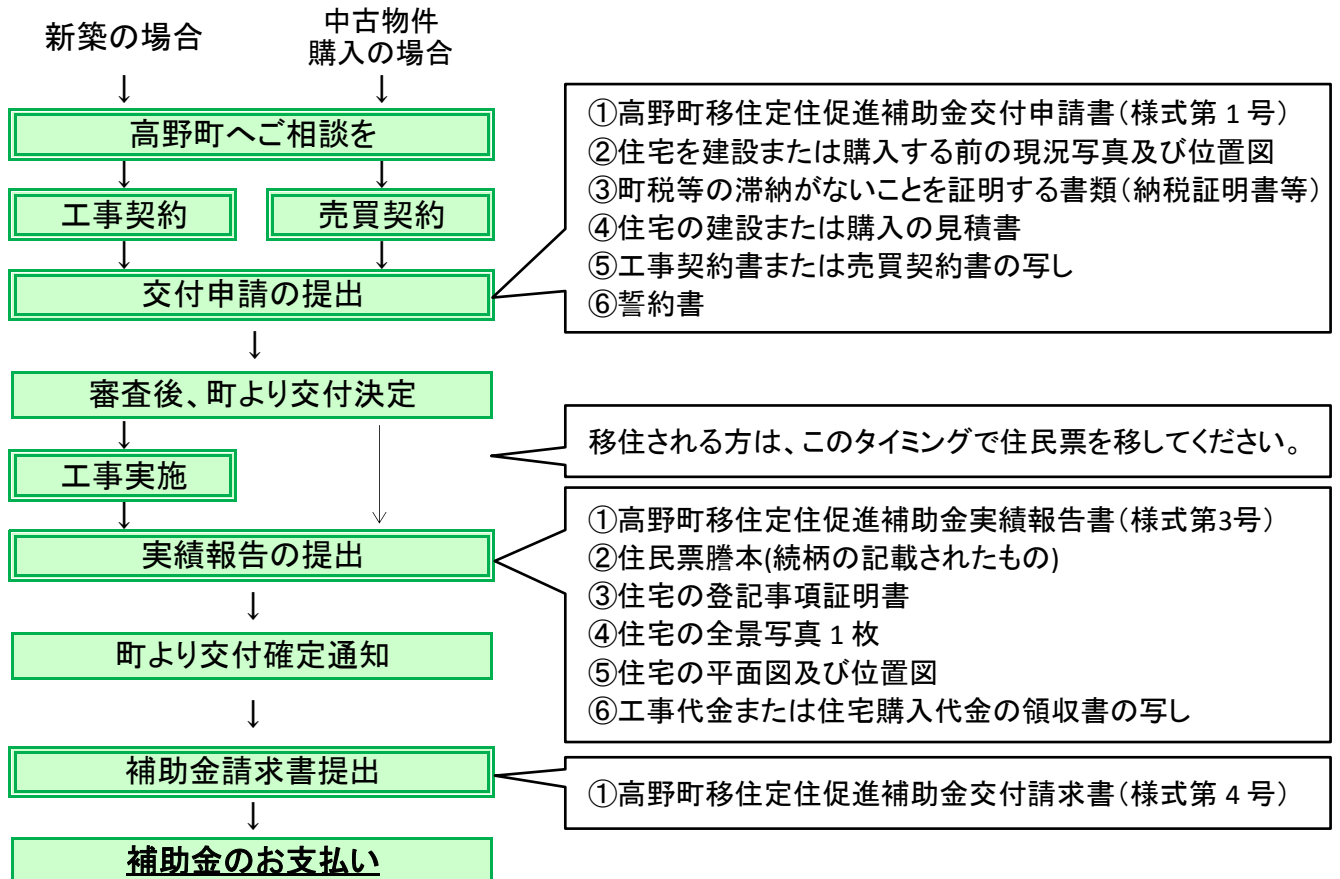 新築の場合
中古物件
購入の場合
↓
↓
高野町へご相談を
工事契約
売買契約
交付申請の提出
①高野町移住定住促進補助金交付申請書(様式第 1 号)
②住宅を建設または購入する前の現況写真及び位置図
③町税等の滞納がないことを証明する書類(納税証明書等)
④住宅の建設または購入の見積書
⑤工事契約書または売買契約書の写し
⑥誓約書
↓
審査後、町より交付決定
移住される方は、このタイミングで住民票を移してください。
↓
工事実施
↓
実績報告の提出
①高野町移住定住促進補助金実績報告書(様式第3号)
②住民票謄本(続柄の記載されたもの)
③住宅の登記事項証明書
④住宅の全景写真 1 枚
⑤住宅の平面図及び位置図
⑥工事代金または住宅購入代金の領収書の写し
↓
町より交付確定通知
↓
補助金請求書提出
①高野町移住定住促進補助金交付請求書(様式第 4 号)
↓
補助金のお支払い